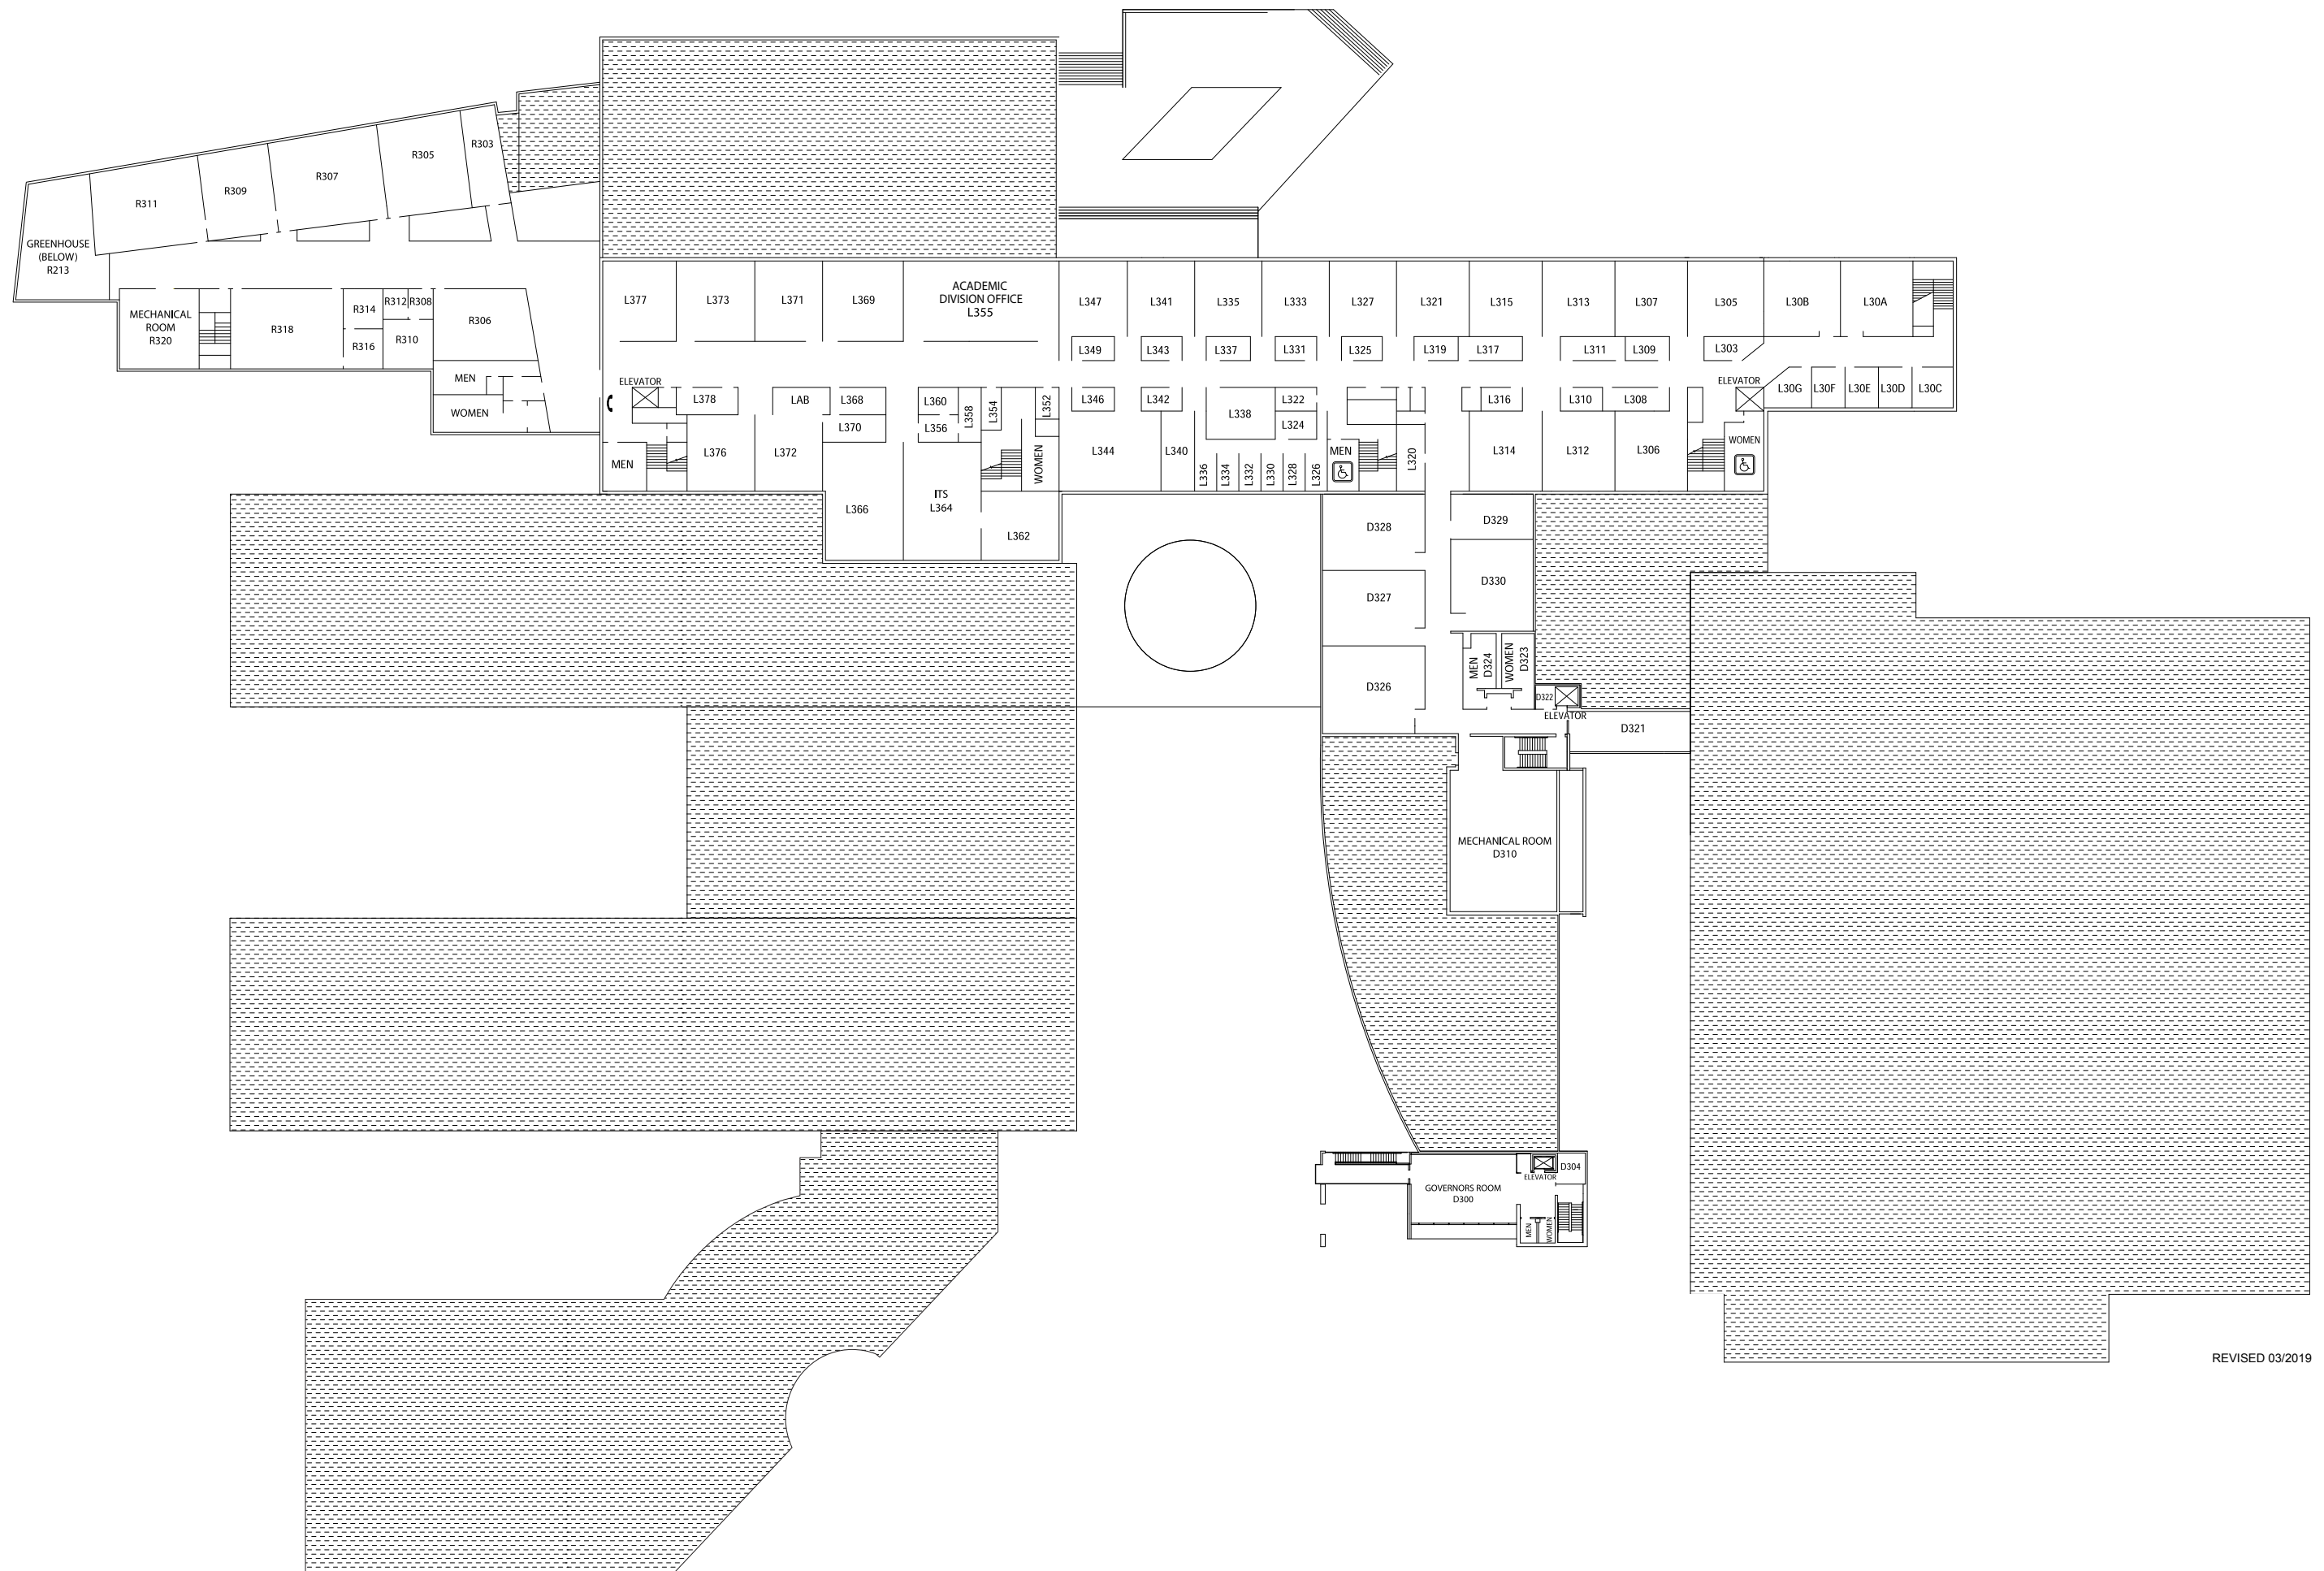 R303
R305
R307
R309
R311
GREENHOUSE
(BELOW)
R213
MECHANICAL
ROOM
R320
R318
R314
R316
R312
R308
R310
R306
MEN
WOMEN
L377
L373
L371
L369
ACADEMIC
DIVISION OFFICE
L355
L347
L341
L335
L333
L327
L321
L315
L313
L307
L305
L30B
L30A
L349
L343
L337
L331
L325
L319
L317
L311
L309
L303
ELEVATOR
L378
LAB
L368
L370
L360
L356
L358
L354
L352
L346
L342
L338
L322
L324
L316
L310
L308
ELEVATOR
L30G
L30F
L30E
L30D
L30C
MEN
L376
L372
L366
ITS
L364
L362
WOMEN
L344
L340
L336
L334
L332
L330
L328
L326
MEN
L320
L314
L312
L306
WOMEN
D328
D329
D327
D330
D326
MEN
D324
WOMEN
D323
D322
ELEVATOR
D321
MECHANICAL ROOM
D310
GOVERNORS ROOM
D300
ELEVATOR
D304
MEN
WOMEN
REVISED 03/2019